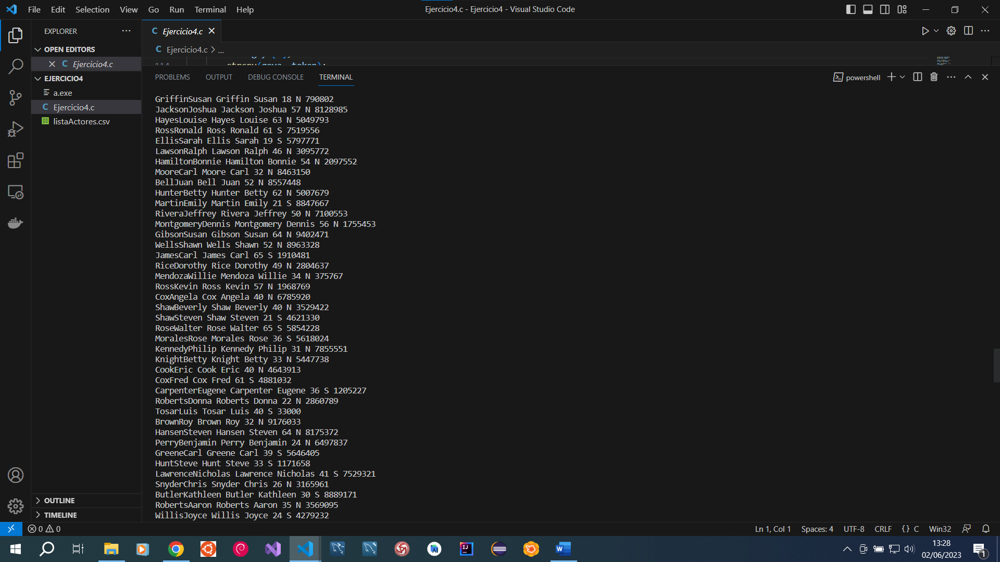 File Edit Selection View Go Run Terminal Help
Ejercicio4.c - Ejercicio4 - Visual Studio Code
EXPLORER
OPEN EDITORS
Ejercicio4.c
EJERCICIO4
a.exe
Ejercicio4.c
listaActores.csv
OUTLINE
TIMELINE
C Ejercicio4.c
C Ejercicio4.c > ...
114 strcpy(goya, token);
PROBLEMS OUTPUT DEBUG CONSOLE TERMINAL
powershell
GriffinSusan Griffin Susan 18 N 790802
JacksonJoshua Jackson Joshua 57 N 8128985
HayesLouise Hayes Louise 63 N 5049793
RossRonald Ross Ronald 61 S 7519556
EllisSarah Ellis Sarah 19 S 5797771
LawsonRalph Lawson Ralph 46 N 3095772
HamiltonBonnie Hamilton Bonnie 54 N 2097552
MooreCarl Moore Carl 32 N 8463150
BellJuan Bell Juan 52 N 8557448
HunterBetty Hunter Betty 62 N 5007679
MartinEmily Martin Emily 21 S 8847667
RiveraJeffrey Rivera Jeffrey 50 N 7100553
MontgomeryDennis Montgomery Dennis 56 N 1755453
GibsonSusan Gibson Susan 64 N 9402471
WellsShawn Wells Shawn 52 N 8963328
JamesCarl James Carl 65 S 1910481
RiceDorothy Rice Dorothy 49 N 2804637
MendozaWillie Mendoza Willie 34 N 375767
RossKevin Ross Kevin 57 N 1968769
CoxAngela Cox Angela 40 N 6785920
ShawBeverly Shaw Beverly 40 N 3529422
ShawSteven Shaw Steven 21 S 4621330
RoseWalter Rose Walter 65 S 5854228
MoralesRose Morales Rose 36 S 5618024
KennedyPhilip Kennedy Philip 31 N 7855551
KnightBetty Knight Betty 33 N 5447738
CookEric Cook Eric 40 N 4643913
CoxFred Cox Fred 61 S 4881032
CarpenterEugene Carpenter Eugene 36 S 1205227
RobertsDonna Roberts Donna 22 N 2860789
TosarLuis Tosar Luis 40 S 33000
BrownRoy Brown Roy 32 N 9176033
HansenSteven Hansen Steven 64 N 8175372
PerryBenjamin Perry Benjamin 24 N 6497837
GreeneCarl Greene Carl 39 S 5646405
HuntSteve Hunt Steve 33 S 1171658
LawrenceNicholas Lawrence Nicholas 41 S 7529321
SnyderChris Snyder Chris 26 N 3165961
ButlerKathleen Butler Kathleen 30 S 8889171
RobertsAaron Roberts Aaron 35 N 3569095
WillisJoyce Willis Joyce 24 S 4279232
0 0
Ln 1, Col 1 Spaces: 4 UTF-8 CRLF {} C Win32
13:28
02/06/2023
1